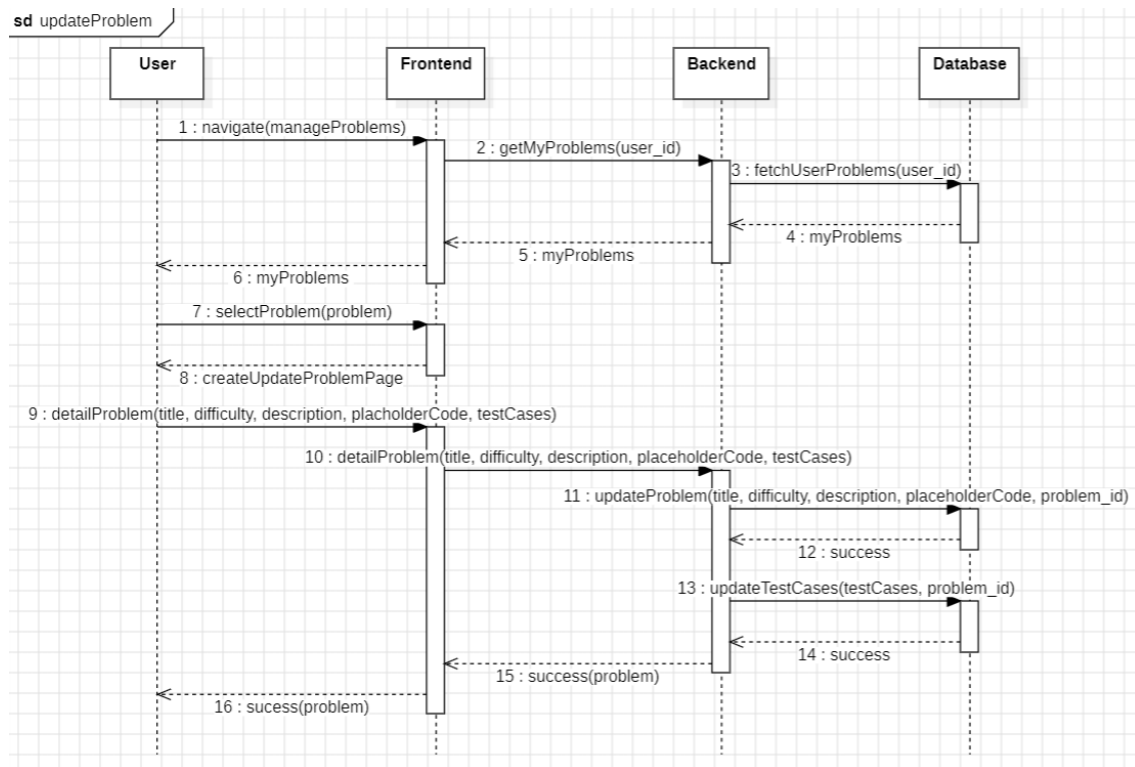 sd updateProblem
User
Frontend
Backend
Database
1 : navigate(manageProblems)
2 : getMyProblems(user_id)
3 : fetchUserProblems(user_id)
4 : myProblems
5 : myProblems
6 : myProblems
7 : selectProblem(problem)
8 : createUpdateProblemPage
9 : detailProblem(title, difficulty, description, placholderCode, testCases)
10 : detailProblem(title, difficulty, description, placeholderCode, testCases)
11 : updateProblem(title, difficulty, description, placeholderCode, problem_id)
12 : success
13 : updateTestCases(testCases, problem_id)
14 : success
15 : success(problem)
16 : sucess(problem)